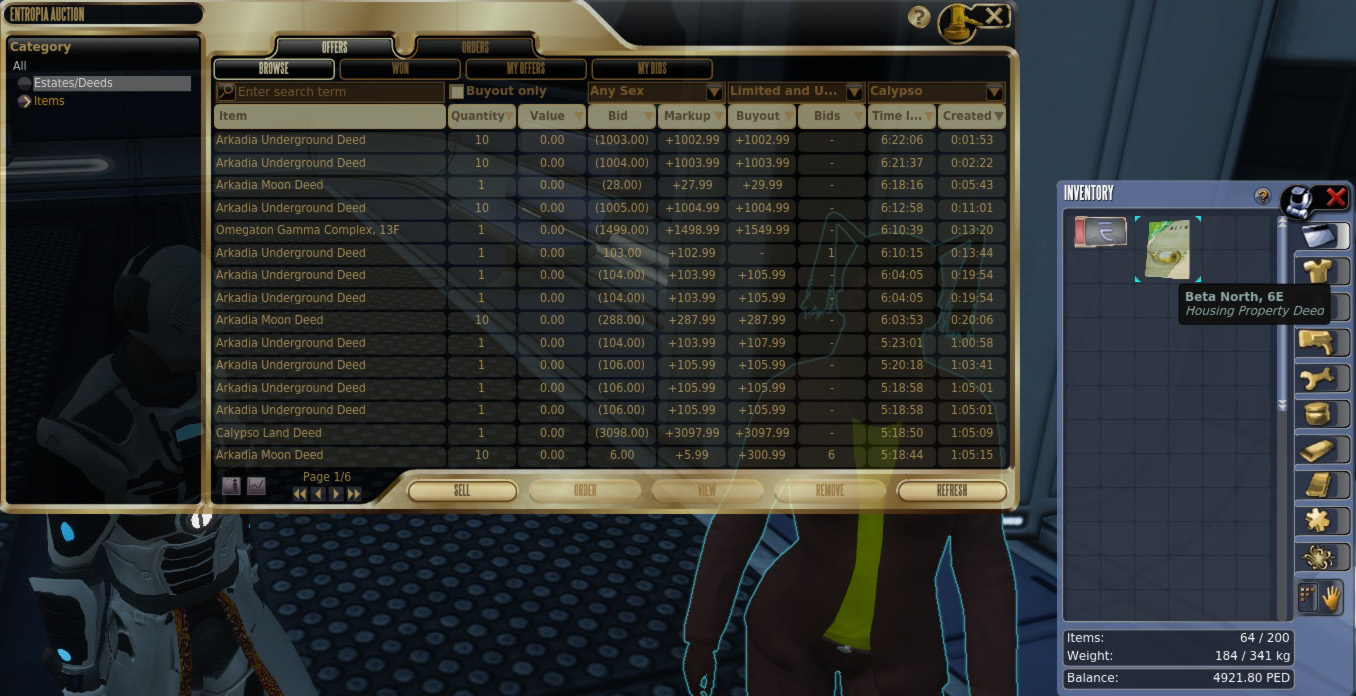 ENTROPIA AUCTION
Category
All
Estates/Deeds
Items
OFFERS ORDERS
BROWSE WON MY OFFERS MY BIDS
Enter search term Buyout only Any Sex Limited and U... Calypso
Item Quantity Value Bid Markup Buyout Bids Time l... Created
Arkadia Underground Deed 10 0.00 (1003.00) +1002.99 +1002.99 - 6:22:06 0:01:53
Arkadia Underground Deed 10 0.00 (1004.00) +1003.99 +1003.99 - 6:21:37 0:02:22
Arkadia Moon Deed 1 0.00 (28.00) +27.99 +29.99 - 6:18:16 0:05:43
Arkadia Underground Deed 10 0.00 (1005.00) +1004.99 +1004.99 - 6:12:58 0:11:01
Omegaton Gamma Complex, 13F 1 0.00 (1499.00) +1498.99 +1549.99 - 6:10:39 0:13:20
Arkadia Underground Deed 1 0.00 103.00 +102.99 - 1 6:10:15 0:13:44
Arkadia Underground Deed 1 0.00 (104.00) +103.99 +105.99 - 6:04:05 0:19:54
Arkadia Underground Deed 1 0.00 (104.00) +103.99 +105.99 - 6:04:05 0:19:54
Arkadia Moon Deed 10 0.00 (288.00) +287.99 +287.99 - 6:03:53 0:20:06
Arkadia Underground Deed 1 0.00 (104.00) +103.99 +107.99 - 5:23:01 1:00:58
Arkadia Underground Deed 1 0.00 (106.00) +105.99 +105.99 - 5:20:18 1:03:41
Arkadia Underground Deed 1 0.00 (106.00) +105.99 +105.99 - 5:18:58 1:05:01
Arkadia Underground Deed 1 0.00 (106.00) +105.99 +105.99 - 5:18:58 1:05:01
Calypso Land Deed 1 0.00 (3098.00) +3097.99 +3097.99 - 5:18:50 1:05:09
Arkadia Moon Deed 10 0.00 6.00 +5.99 +300.99 6 5:18:44 1:05:15
Page 1/6
SELL ORDER VIEW REMOVE REFRESH
INVENTORY
Beta North, 6E
Housing Property Deed
Items: 64 / 200
Weight: 184 / 341 kg
Balance: 4921.80 PED